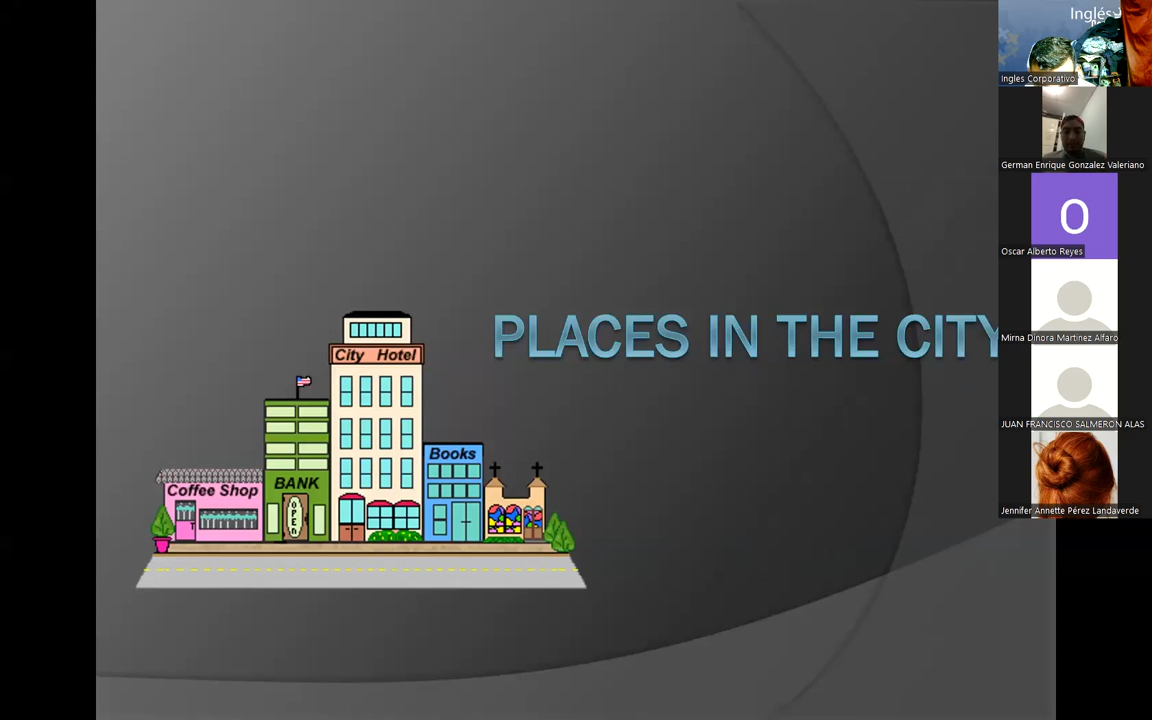 PLACES IN THE CITY
City Hotel
Books
BANK
Coffee Shop
OPEN
Inglés
Ingles Corporativo
German Enrique Gonzalez Valeriano
O
Oscar Alberto Reyes
Mirna Dinora Martinez Alfaro
JUAN FRANCISCO SALMERON ALAS
Jennifer Annette Pérez Landaverde